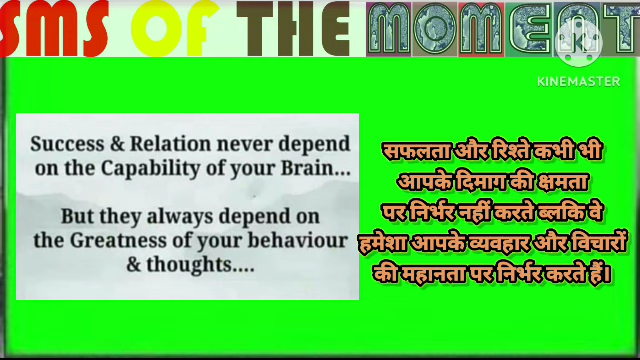 SMS OF THE MOMENT
KINEMASTER
Success & Relation never depend
on the Capability of your Brain...
But they always depend on
the Greatness of your behaviour
& thoughts....
सफलता और रिश्ते कभी भी
आपके दिमाग की क्षमता
पर निर्भर नहीं करते ब्लकि वे
हमेशा आपके व्यवहार और विचारों
की महानता पर निर्भर करते हैं।